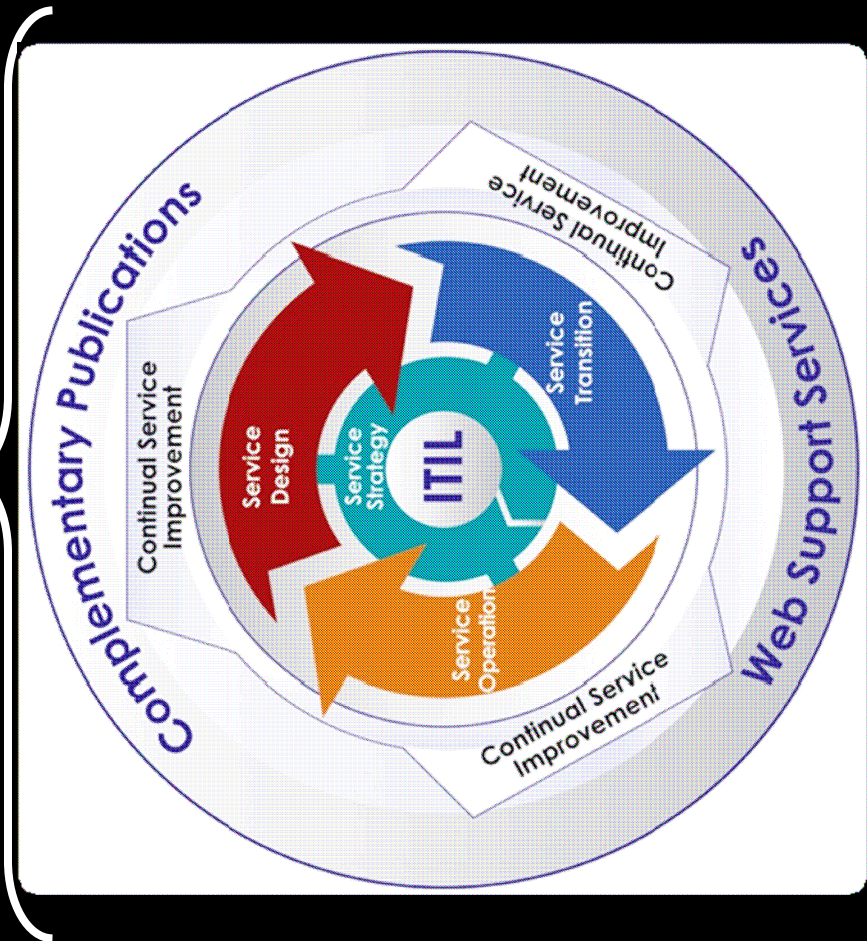 Complementary Publications
Continual Service
Improvement
Service
Design
Service
Strategy
ITIL
Service
Transition
Service
Operation
Continual Service
Improvement
Continual Service
Improvement
Web Support Services